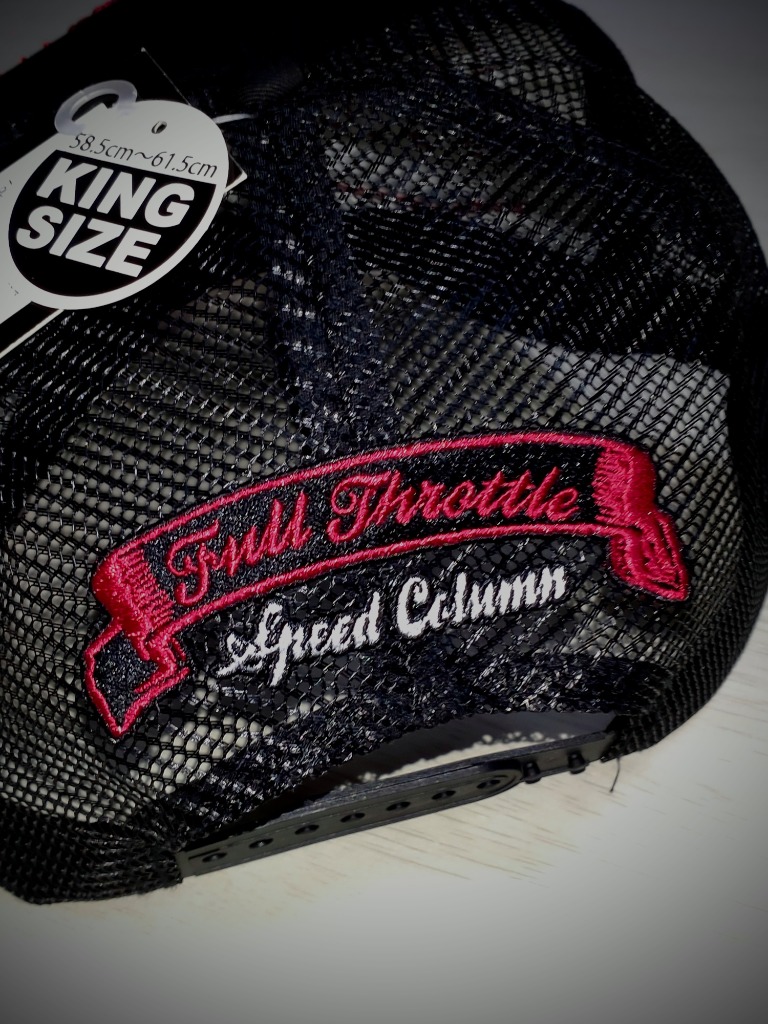 58.5cm～61.5cm
KING
SIZE
Full Throttle
Speed Column